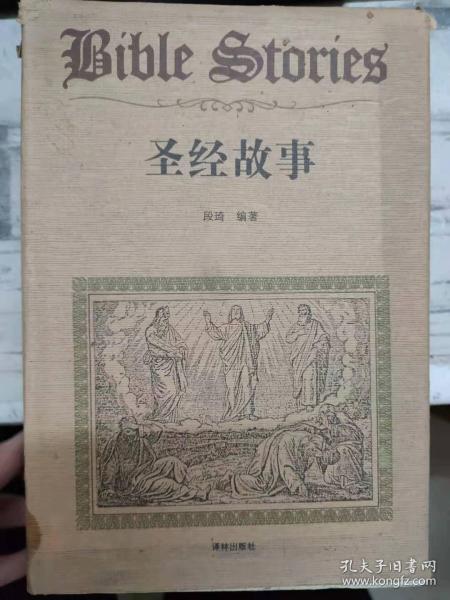 Bible Stories
圣经故事
段琦 编著
译林出版社
孔夫子旧书网
www.kongfz.com